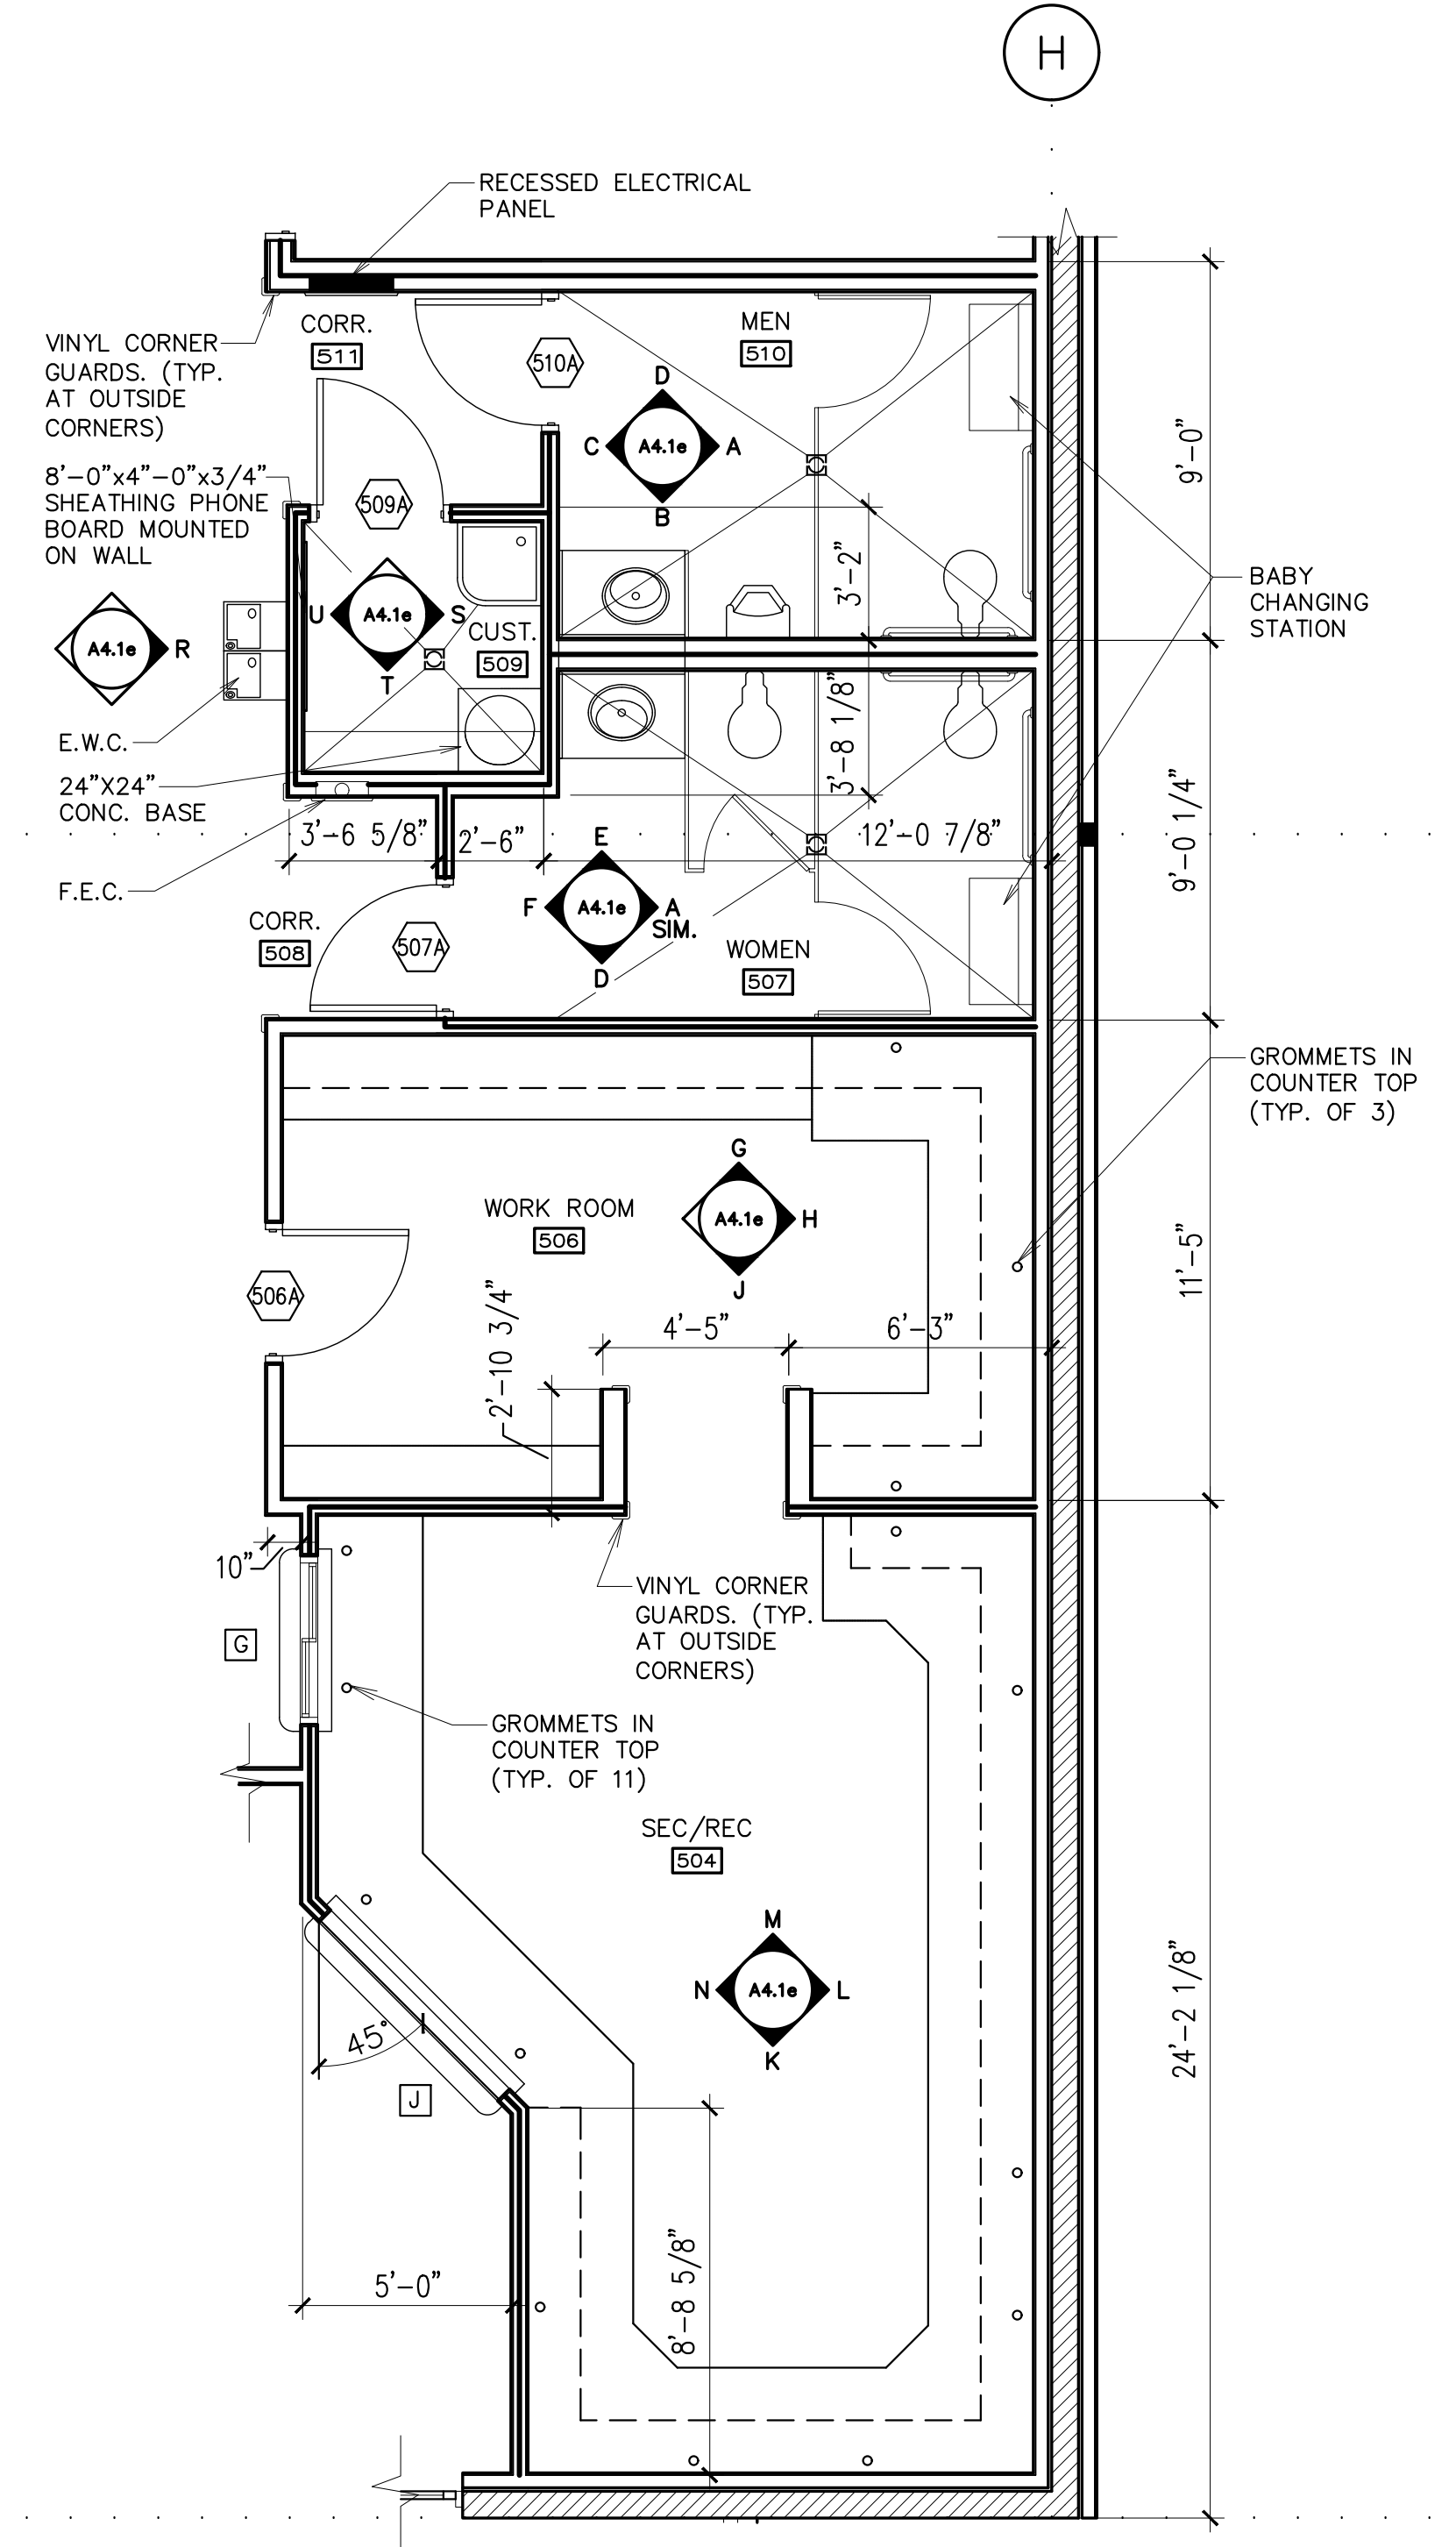 H
RECESSED ELECTRICAL
PANEL
VINYL CORNER
GUARDS. (TYP.
AT OUTSIDE
CORNERS)
CORR.
511
510A
MEN
510
D
C A4.1e A
B
9'-0"
8'-0"x4"-0"x3/4"
SHEATHING PHONE
BOARD MOUNTED
ON WALL
509A
3'-2"
BABY
CHANGING
STATION
U A4.1e S
T
CUST.
509
A4.1e R
E.W.C.
3'-8 1/8"
24"X24"
CONC. BASE
3'-6 5/8"
2'-6"
12'-0 7/8"
9'-0 1/4"
F.E.C.
E
F A4.1e A
SIM.
D
CORR.
508
507A
WOMEN
507
GROMMETS IN
COUNTER TOP
(TYP. OF 3)
G
A4.1e H
J
WORK ROOM
506
506A
11'-5"
2'-10 3/4"
4'-5"
6'-3"
10"
VINYL CORNER
GUARDS. (TYP.
AT OUTSIDE
CORNERS)
G
GROMMETS IN
COUNTER TOP
(TYP. OF 11)
SEC/REC
504
M
N A4.1e L
K
24'-2 1/8"
45°
J
8'-8 5/8"
5'-0"